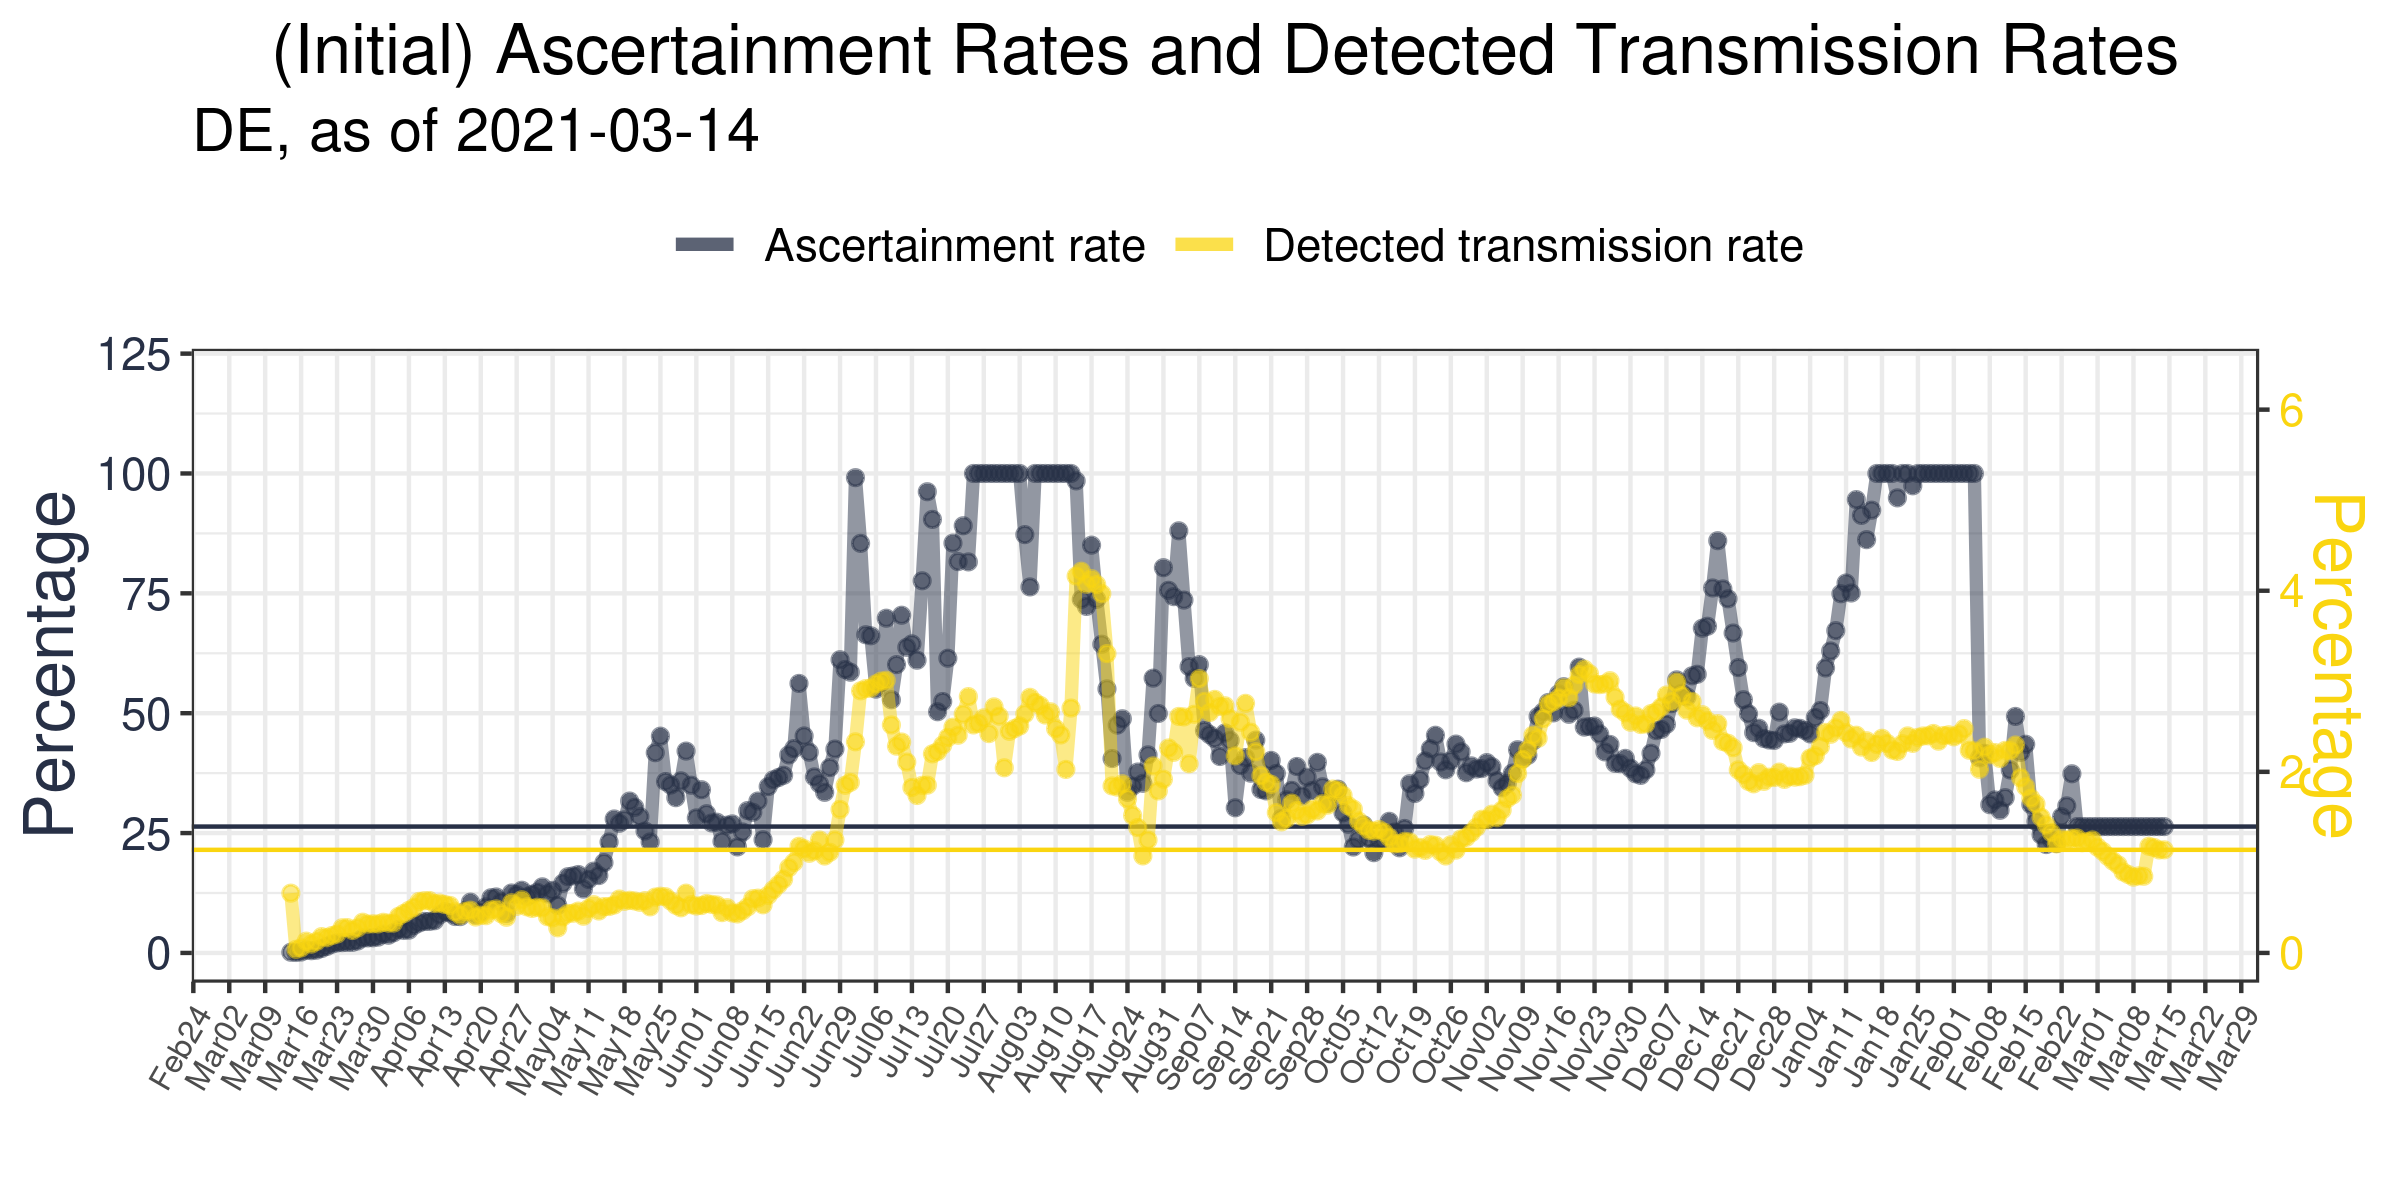 (Initial) Ascertainment Rates and Detected Transmission Rates
DE, as of 2021-03-14
Ascertainment rate
Detected transmission rate
Percentage
125
100
75
50
25
0
6
4
2
0
Percentage
Feb24
Mar02
Mar09
Mar16
Mar23
Mar30
Apr06
Apr13
Apr20
Apr27
May04
May11
May18
May25
Jun01
Jun08
Jun15
Jun22
Jun29
Jul06
Jul13
Jul20
Jul27
Aug03
Aug10
Aug17
Aug24
Aug31
Sep07
Sep14
Sep21
Sep28
Oct05
Oct12
Oct19
Oct26
Nov02
Nov09
Nov16
Nov23
Nov30
Dec07
Dec14
Dec21
Dec28
Jan04
Jan11
Jan18
Jan25
Feb01
Feb08
Feb15
Feb22
Mar01
Mar08
Mar15
Mar22
Mar29